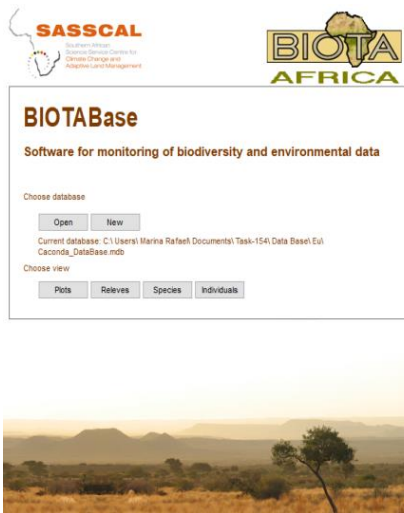 SASSCAL
Southern African
Science Service Centre for
Climate Change and
Adaptive Land Management
BIOTA
AFRICA
BIOTABase
Software for monitoring of biodiversity and environmental data
Choose database
Open New
Current database: C:\ Users\ Marina Rafael\ Documents\ Task-154\ Data Base\ Eu\
Caconda_DataBase.mdb
Choose view
Plots Releves Species Individuals